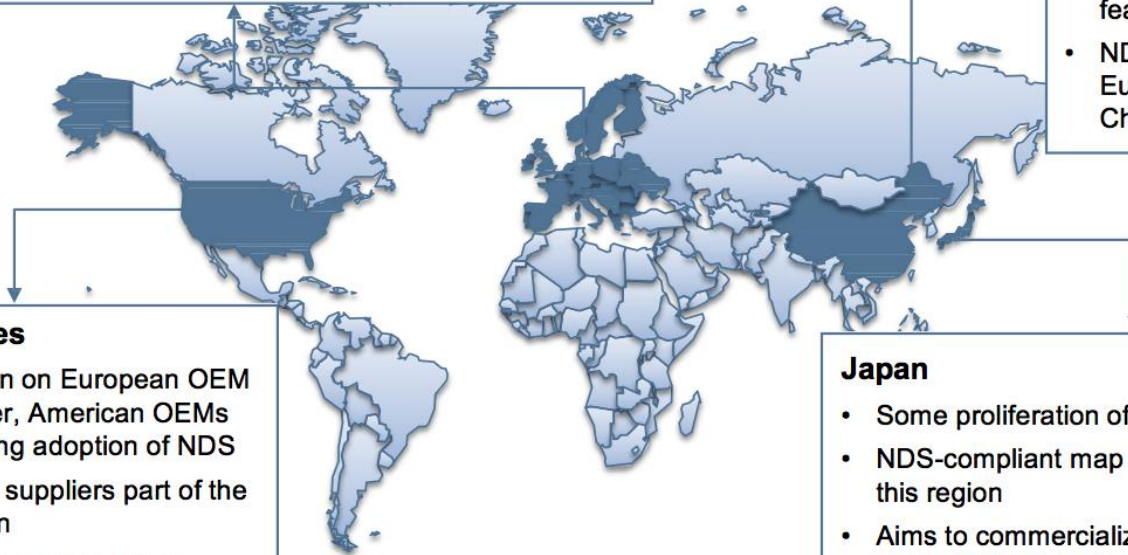 fea
• ND
Eu
Ch
es
n on European OEM
er, American OEMs
ng adoption of NDS
suppliers part of the
n
Japan
• Some proliferation of
• NDS-compliant map
this region
• Aims to commercializ